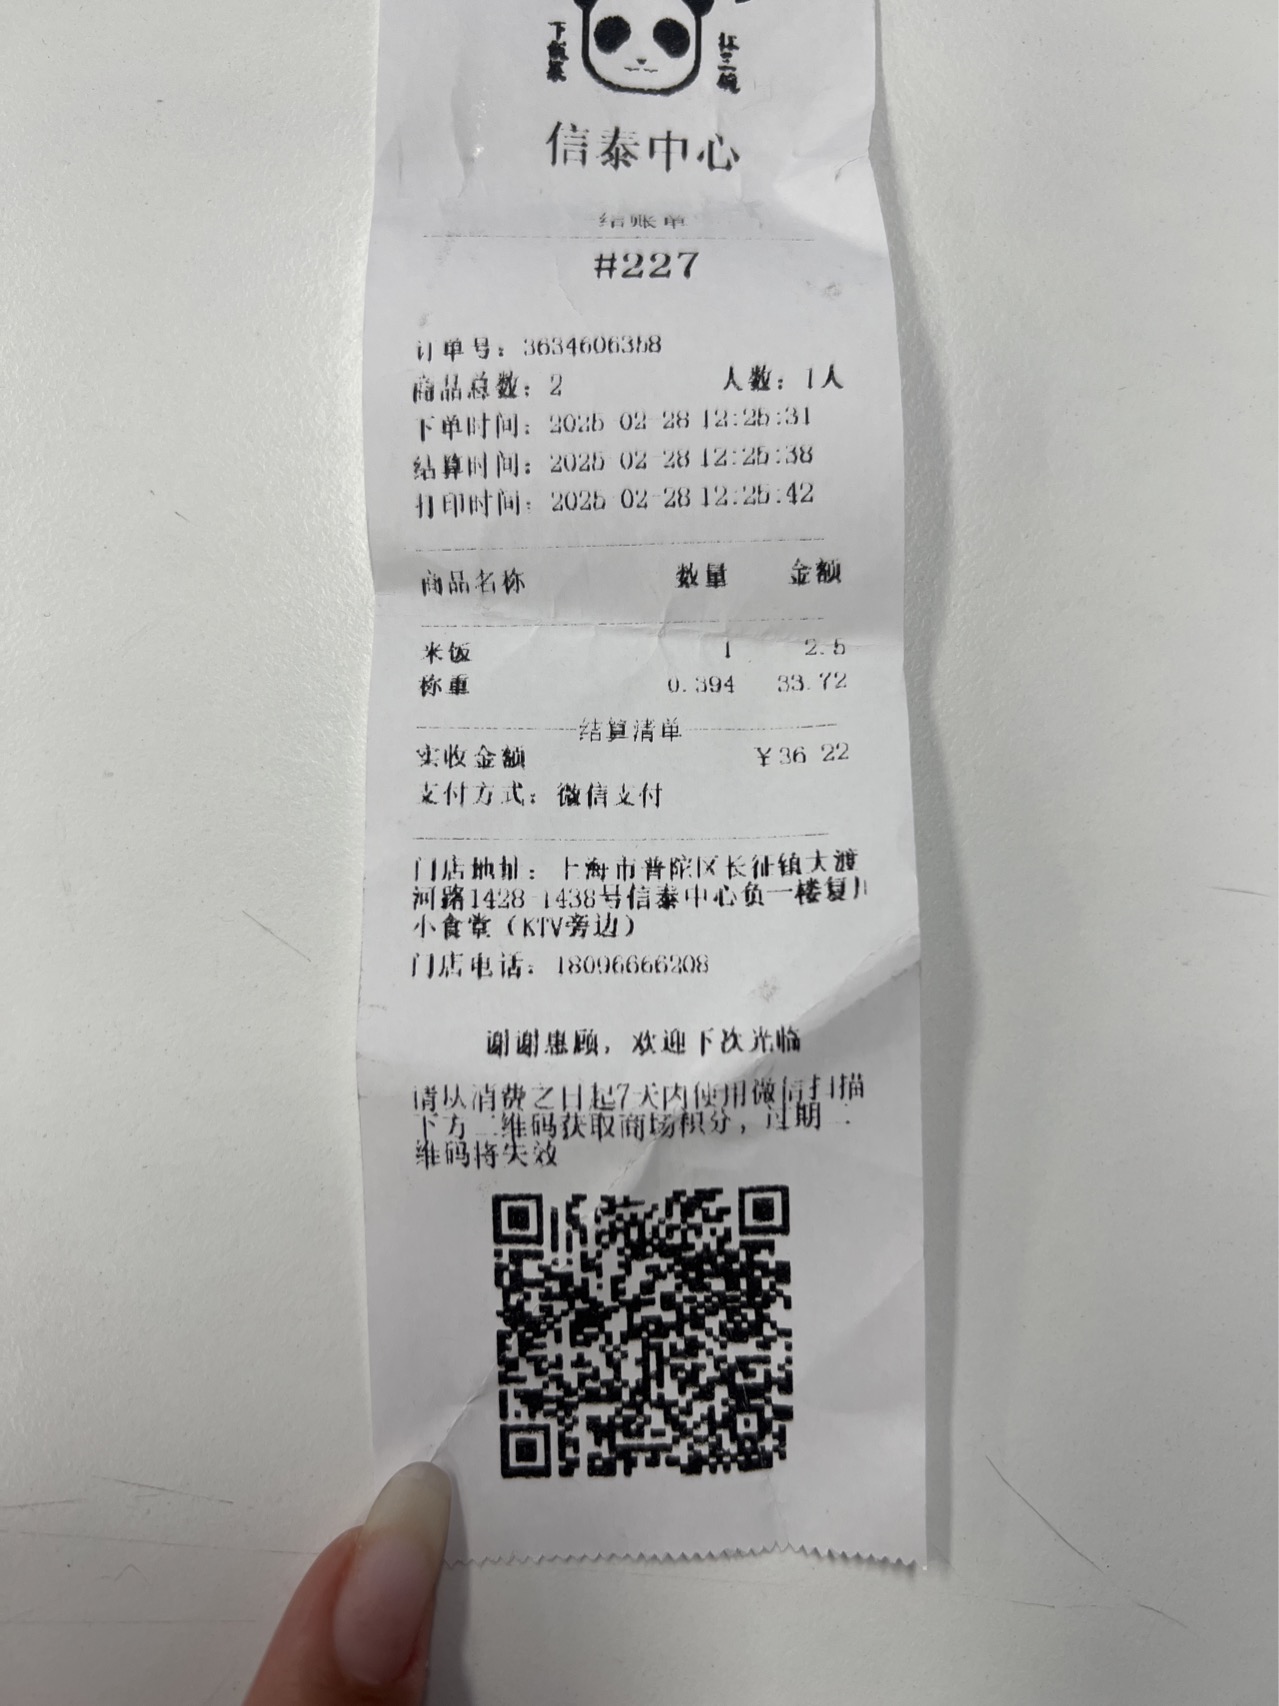 下饭菜
炫三碗
信泰中心
结账单
#227
订单号：3634606358
商品总数：2 人数：1人
下单时间：2025-02-28 12:25:31
结算时间：2025-02-28 12:25:38
打印时间：2025-02-28 12:25:42
商品名称 数量 金额
米饭 1 2.5
称重 0.394 33.72
结算清单
实收金额 ￥36.22
支付方式：微信支付
门店地址：上海市普陀区长征镇大渡
河路1428-1438号信泰中心负一楼复
小食堂（KTV旁边）
门店电话：18096666208
谢谢惠顾，欢迎下次光临
请从消费之日起7天内使用微信扫描
下方二维码获取商场积分，过期二
维码将失效